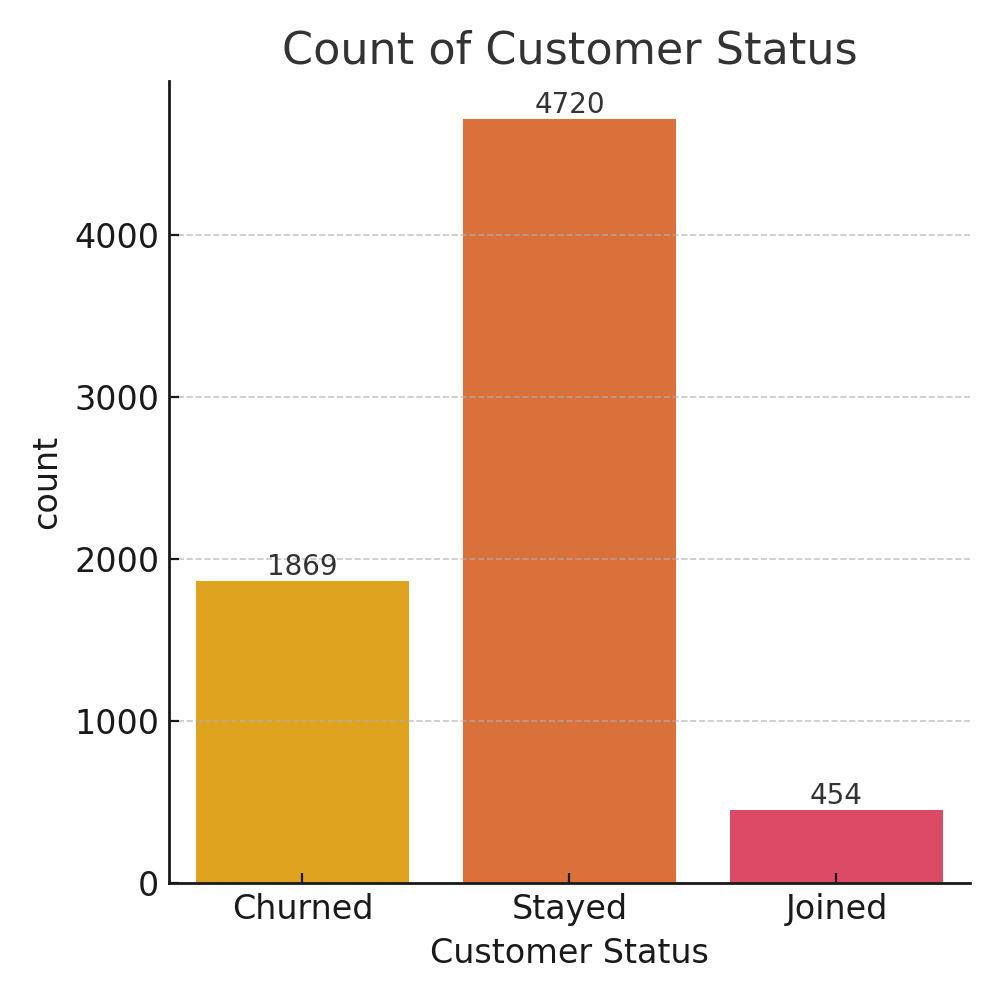 Count of Customer Status
4720
4000
3000
count
2000
1869
1000
454
0
Churned Stayed Joined
Customer Status